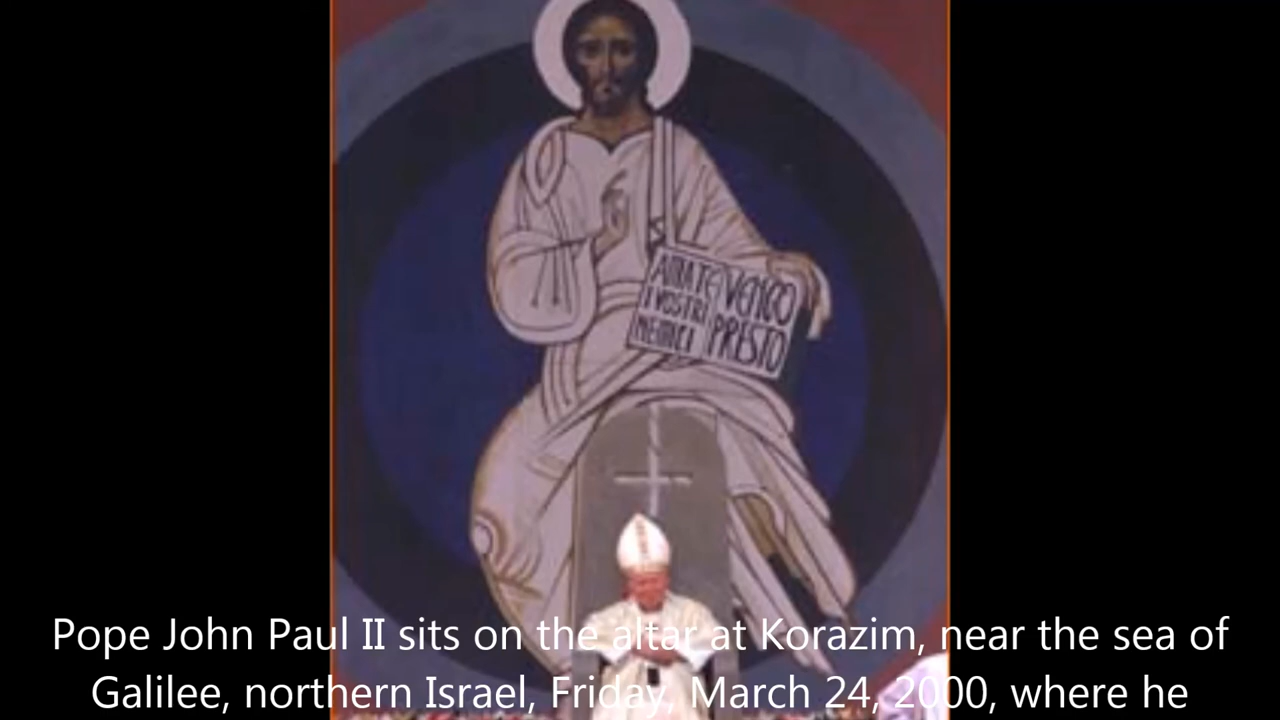 AMATE VENGO
I VOSTRI PRESTO
NEMICI
Pope John Paul II sits on the altar at Korazim, near the sea of
Galilee, northern Israel, Friday, March 24, 2000, where he